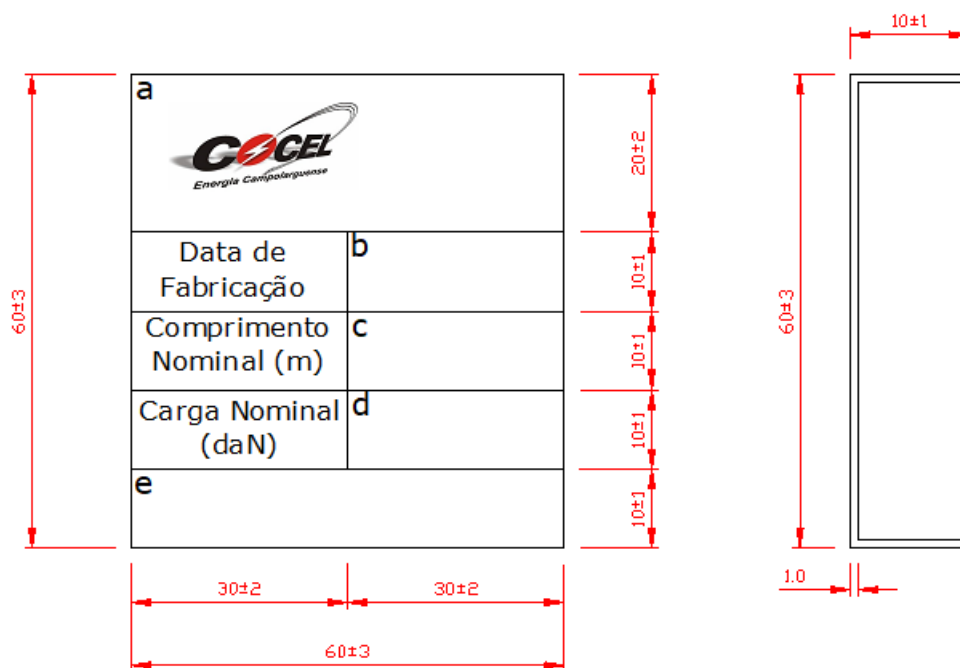 10±1
a
COCEL
Energia Campolarguense
20±2
Data de
Fabricação
b
10±1
60±3
60±3
Comprimento
Nominal (m)
c
10±1
Carga Nominal
(daN)
d
10±1
e
10±1
30±2
30±2
1.0
60±3